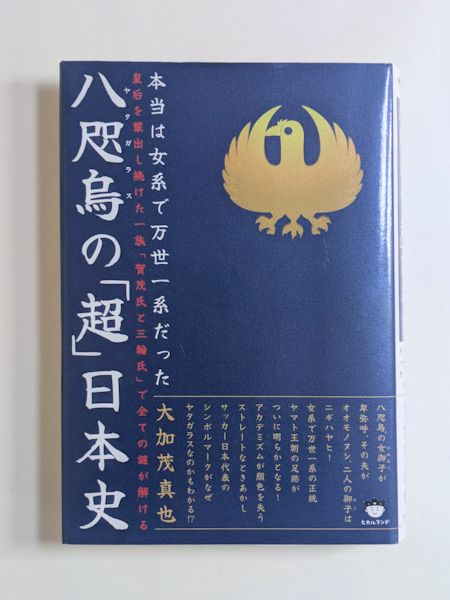 本当は女系で万世一系だった
皇后を輩出し続けた一族「賀茂氏と三輪氏」で全ての謎が解ける
ヤタガラス
八咫烏の「超」日本史
大加茂真也
八咫烏の女御子が
卑弥呼、その夫が
オオモノヌシ、二人の御子は
ニギハヤヒ!
女系で万世一系の正統
ヤマト王朝の足跡が
ついに明らかとなる!
アカデミズムが顔色を失う
ストレートなときあかし
サッカー日本代表の
シンボルマークがなぜ
ヤタガラスなのかもわかる!?
ヒカルランド